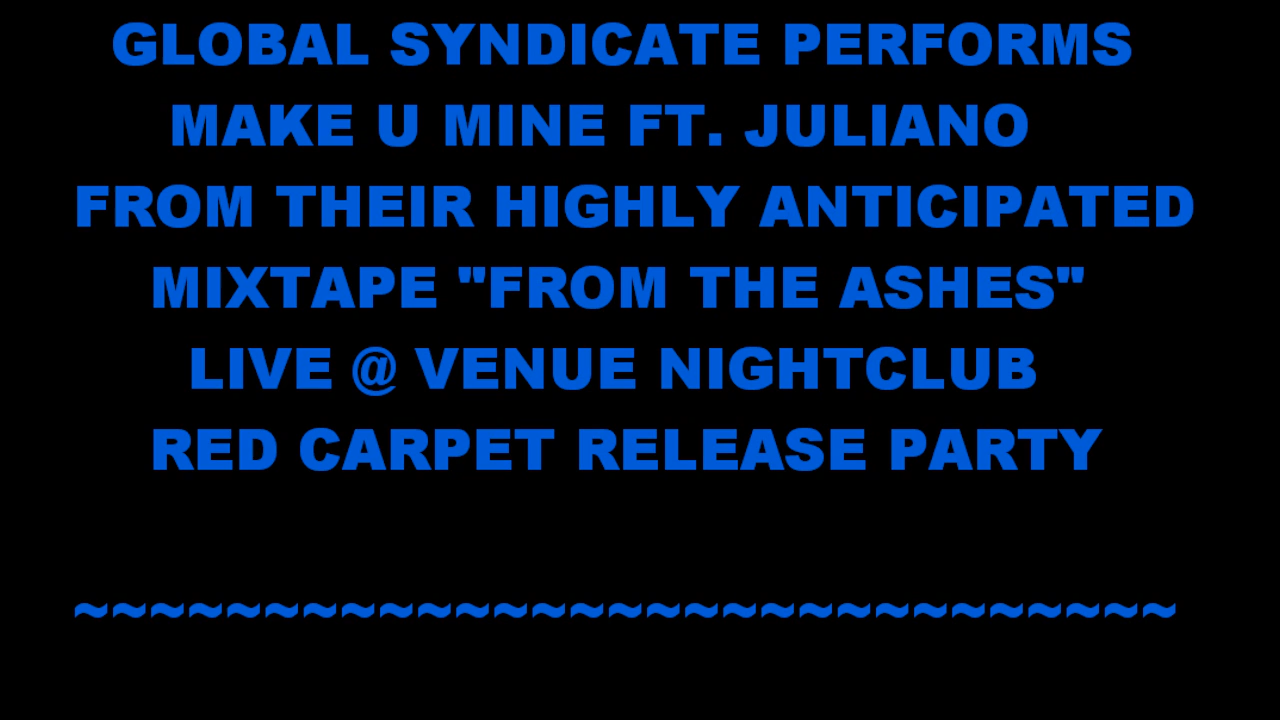 GLOBAL SYNDICATE PERFORMS
MAKE U MINE FT. JULIANO
FROM THEIR HIGHLY ANTICIPATED
MIXTAPE "FROM THE ASHES"
LIVE @ VENUE NIGHTCLUB
RED CARPET RELEASE PARTY
~~~~~~~~~~~~~~~~~~~~~~~~~~~~~